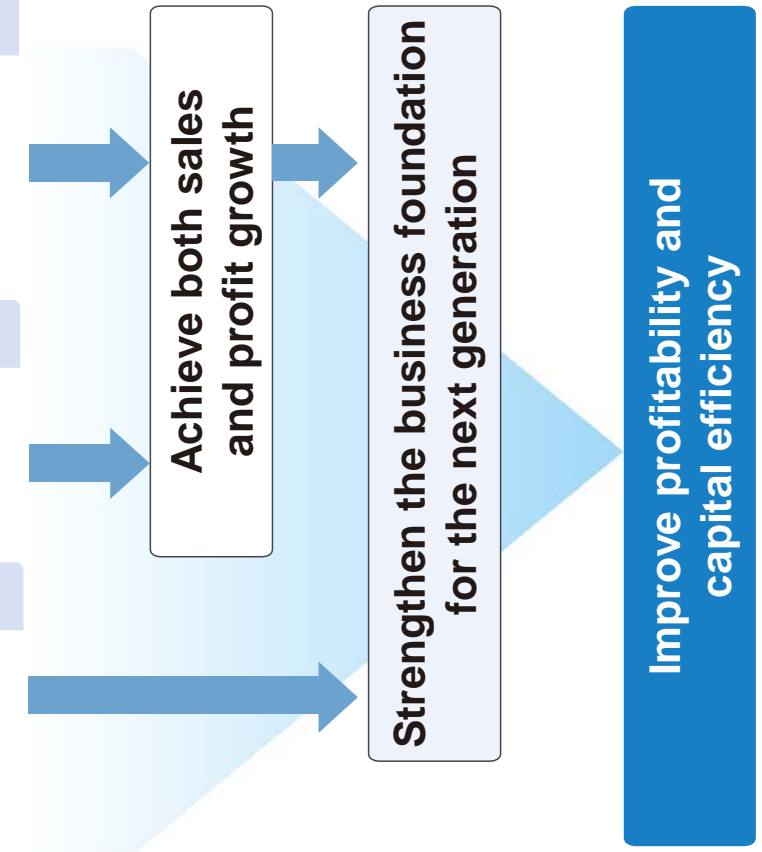 Achieve both sales
and profit growth
Strengthen the business foundation
for the next generation
Improve profitability and
capital efficiency